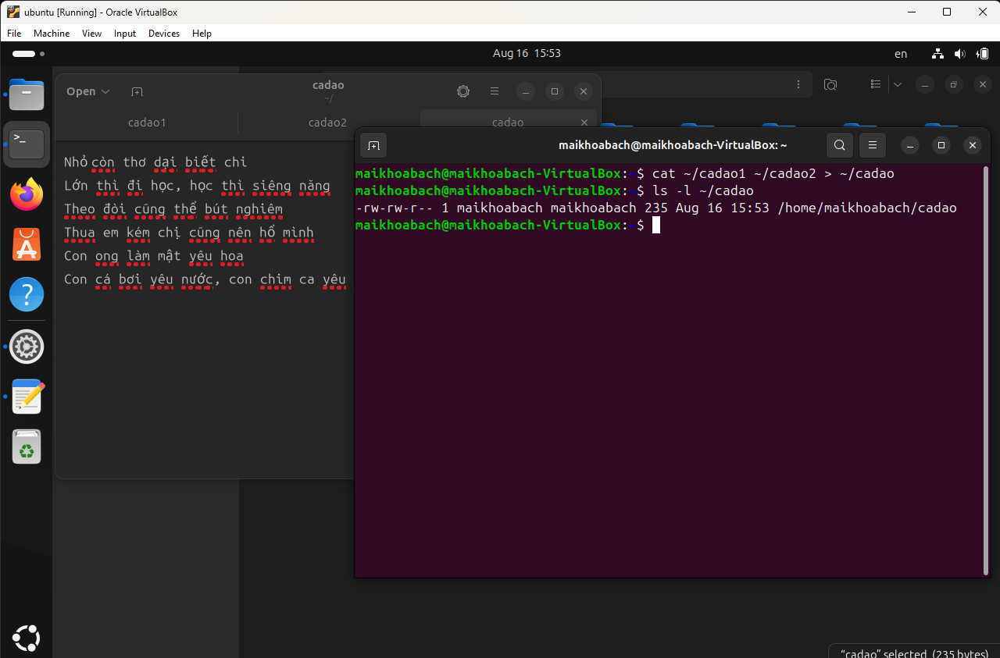 ubuntu [Running] - Oracle VirtualBox
File Machine View Input Devices Help
Aug 16 15:53
en
Open
cadao
~/
cadao1
cadao2
cadao
Nhỏ còn thơ dại biết chi
Lớn thì đi học, học thì siêng năng
Theo đòi cũng thể bút nghiêm
Thua em kém chị cũng nên hổ mình
Con ong làm mật yêu hoa
Con cá bơi yêu nước, con chim ca yêu
maikhoabach@maikhoabach-VirtualBox: ~
maikhoabach@maikhoabach-VirtualBox:~$ cat ~/cadao1 ~/cadao2 > ~/cadao
maikhoabach@maikhoabach-VirtualBox:~$ ls -l ~/cadao
-rw-rw-r-- 1 maikhoabach maikhoabach 235 Aug 16 15:53 /home/maikhoabach/cadao
maikhoabach@maikhoabach-VirtualBox:~$
"cadao" selected (235 bytes)